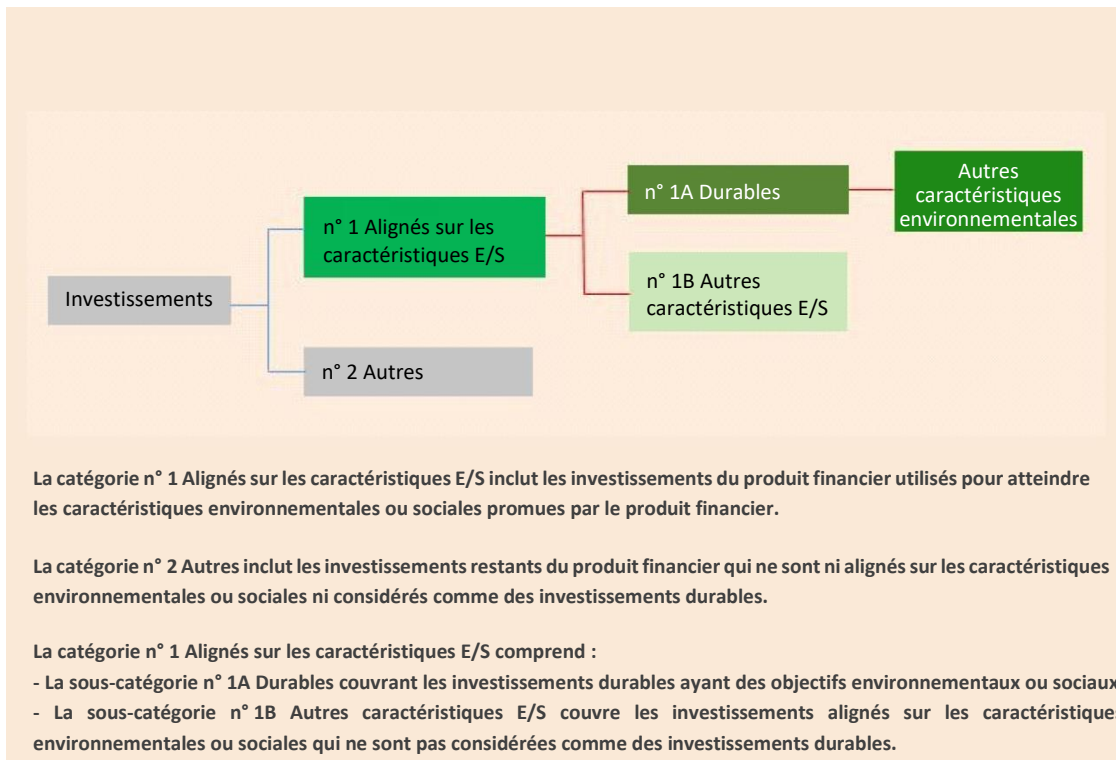 Autres
caractéristiques
environnementales
n° 1A Durables
n° 1 Alignés sur les
caractéristiques E/S
n° 1B Autres
caractéristiques E/S
Investissements
n° 2 Autres
La catégorie n° 1 Alignés sur les caractéristiques E/S inclut les investissements du produit financier utilisés pour atteindre
les caractéristiques environnementales ou sociales promues par le produit financier.
La catégorie n° 2 Autres inclut les investissements restants du produit financier qui ne sont ni alignés sur les caractéristiques
environnementales ou sociales ni considérés comme des investissements durables.
La catégorie n° 1 Alignés sur les caractéristiques E/S comprend :
- La sous-catégorie n° 1A Durables couvrant les investissements durables ayant des objectifs environnementaux ou sociaux
- La sous-catégorie n° 1B Autres caractéristiques E/S couvre les investissements alignés sur les caractéristique
environnementales ou sociales qui ne sont pas considérées comme des investissements durables.